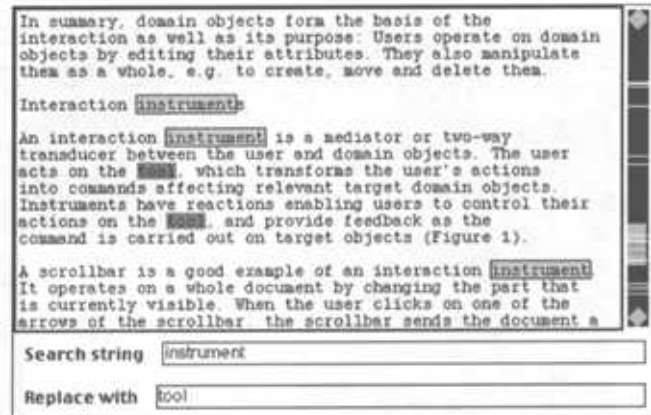 In summary, domain objects form the basis of the
interaction as well as its purpose: Users operate on domain
objects by editing their attributes. They also manipulate
them as a whole, e.g. to create, move and delete them.
Interaction instruments
An interaction instrument is a mediator or two-way
transducer between the user and domain objects. The user
acts on the tool, which transforms the user's actions
into commands affecting relevant target domain objects.
Instruments have reactions enabling users to control their
actions on the tool, and provide feedback as the
command is carried out on target objects (Figure 1).
A scrollbar is a good example of an interaction instrument.
It operates on a whole document by changing the part that
is currently visible. When the user clicks on one of the
arrows of the scrollbar, the scrollbar sends the document a
Search string instrument
Replace with tool